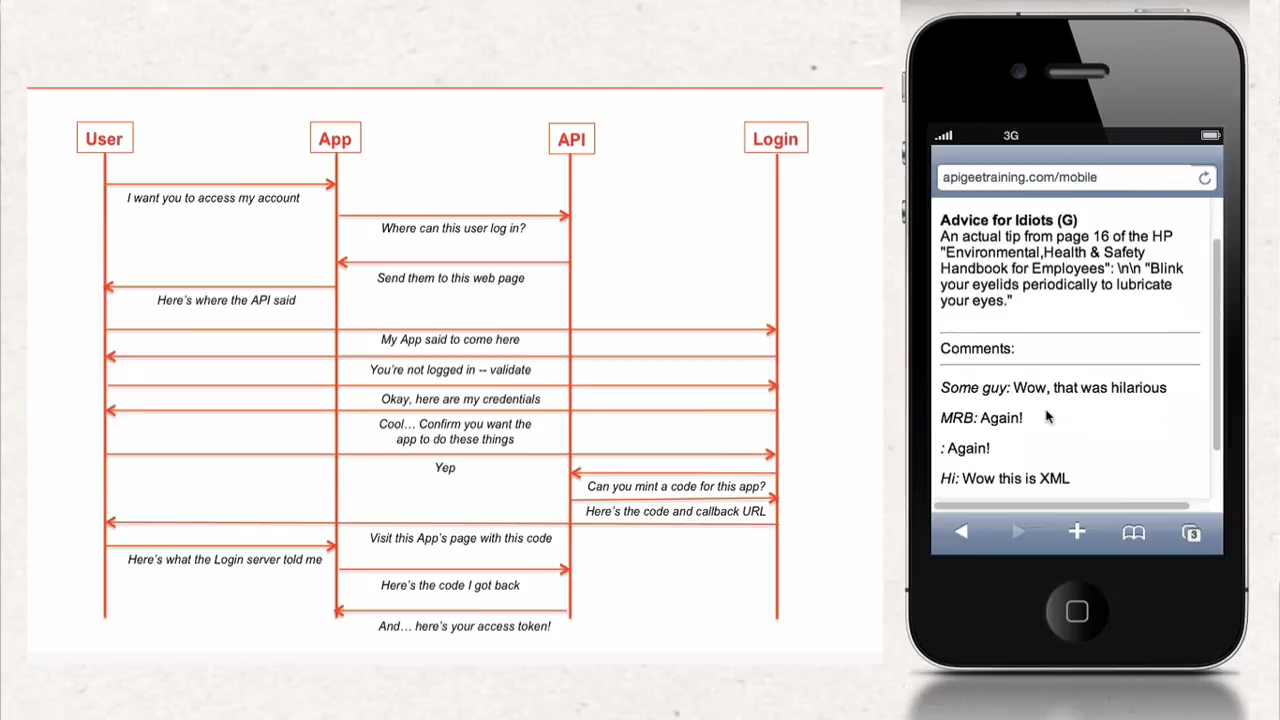 User
App
API
Login
I want you to access my account
Where can this user log in?
Send them to this web page
Here's where the API said
My App said to come here
You're not logged in -- validate
Okay, here are my credentials
Cool... Confirm you want the
app to do these things
Yep
Can you mint a code for this app?
Here's the code and callback URL
Visit this App's page with this code
Here's what the Login server told me
Here's the code I got back
And... here's your access token!
3G
apigeetraining.com/mobile
Advice for Idiots (G)
An actual tip from page 16 of the HP
"Environmental,Health & Safety
Handbook for Employees": \n\n "Blink
your eyelids periodically to lubricate
your eyes."
Comments:
Some guy: Wow, that was hilarious
MRB: Again!
: Again!
Hi: Wow this is XML
3